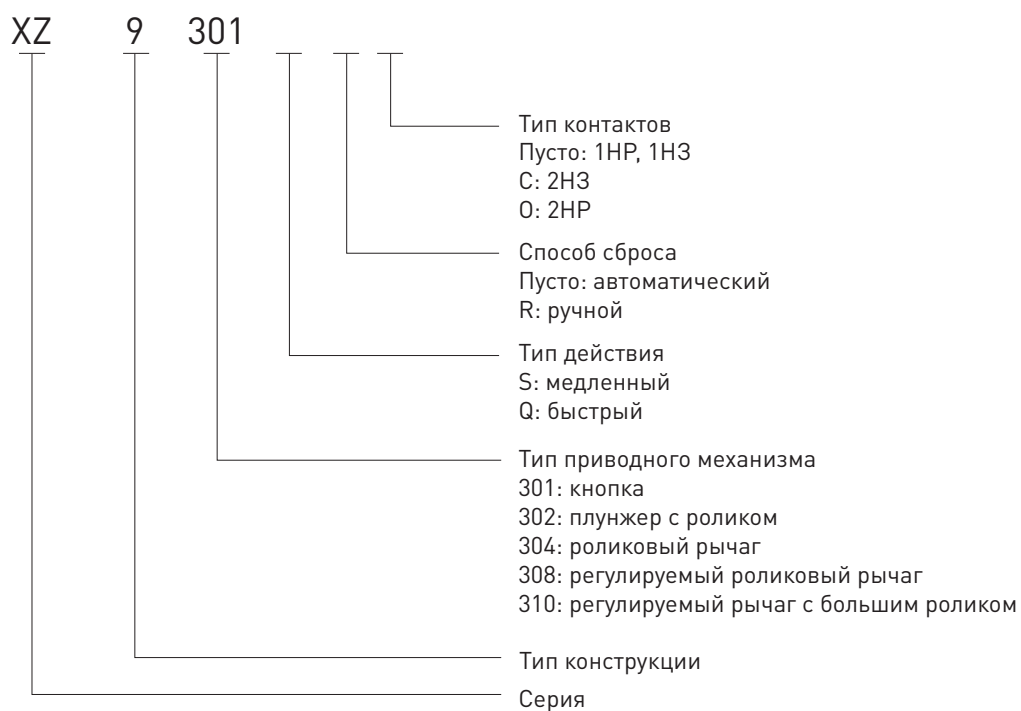 XZ 9 301
Тип контактов
Пусто: 1НР, 1НЗ
C: 2НЗ
O: 2НР
Способ сброса
Пусто: автоматический
R: ручной
Тип действия
S: медленный
Q: быстрый
Тип приводного механизма
301: кнопка
302: плунжер с роликом
304: роликовый рычаг
308: регулируемый роликовый рычаг
310: регулируемый рычаг с большим роликом
Тип конструкции
Серия